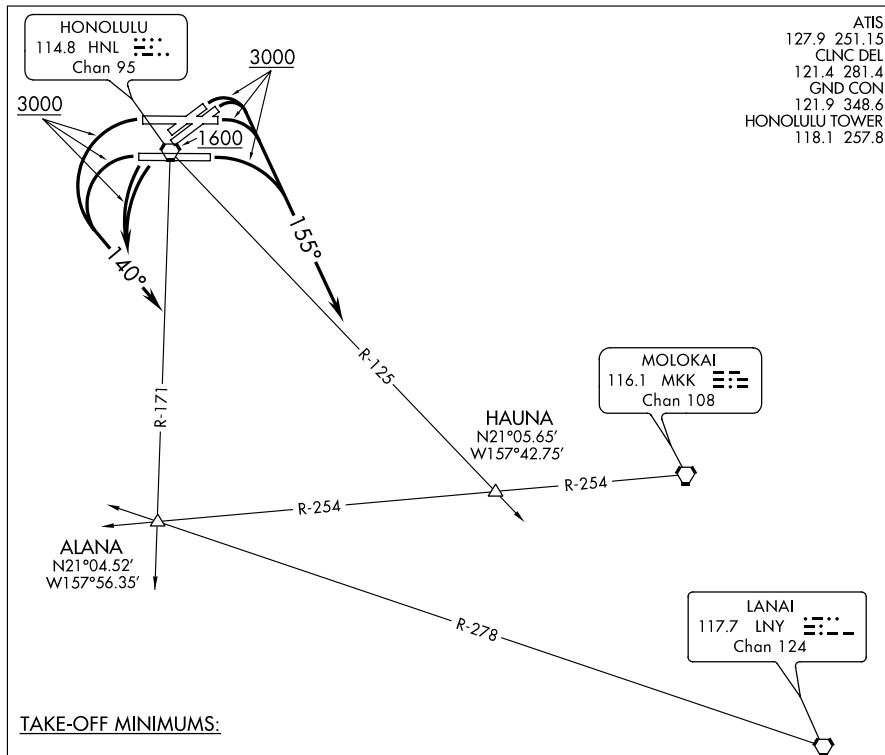 HONOLULU
114.8 HNL
Chan 95
ATIS
127.9 251.15
CLNC DEL
121.4 281.4
GND CON
121.9 348.6
HONOLULU TOWER
118.1 257.8
3000
3000
1600
140°
155°
R-171
R-125
MOLOKAI
116.1 MKK
Chan 108
HAUNA
N21°05.65'
W157°42.75'
R-254
R-254
ALANA
N21°04.52'
W157°56.35'
R-278
LANAI
117.7 LNY
Chan 124
TAKE-OFF MINIMUMS: